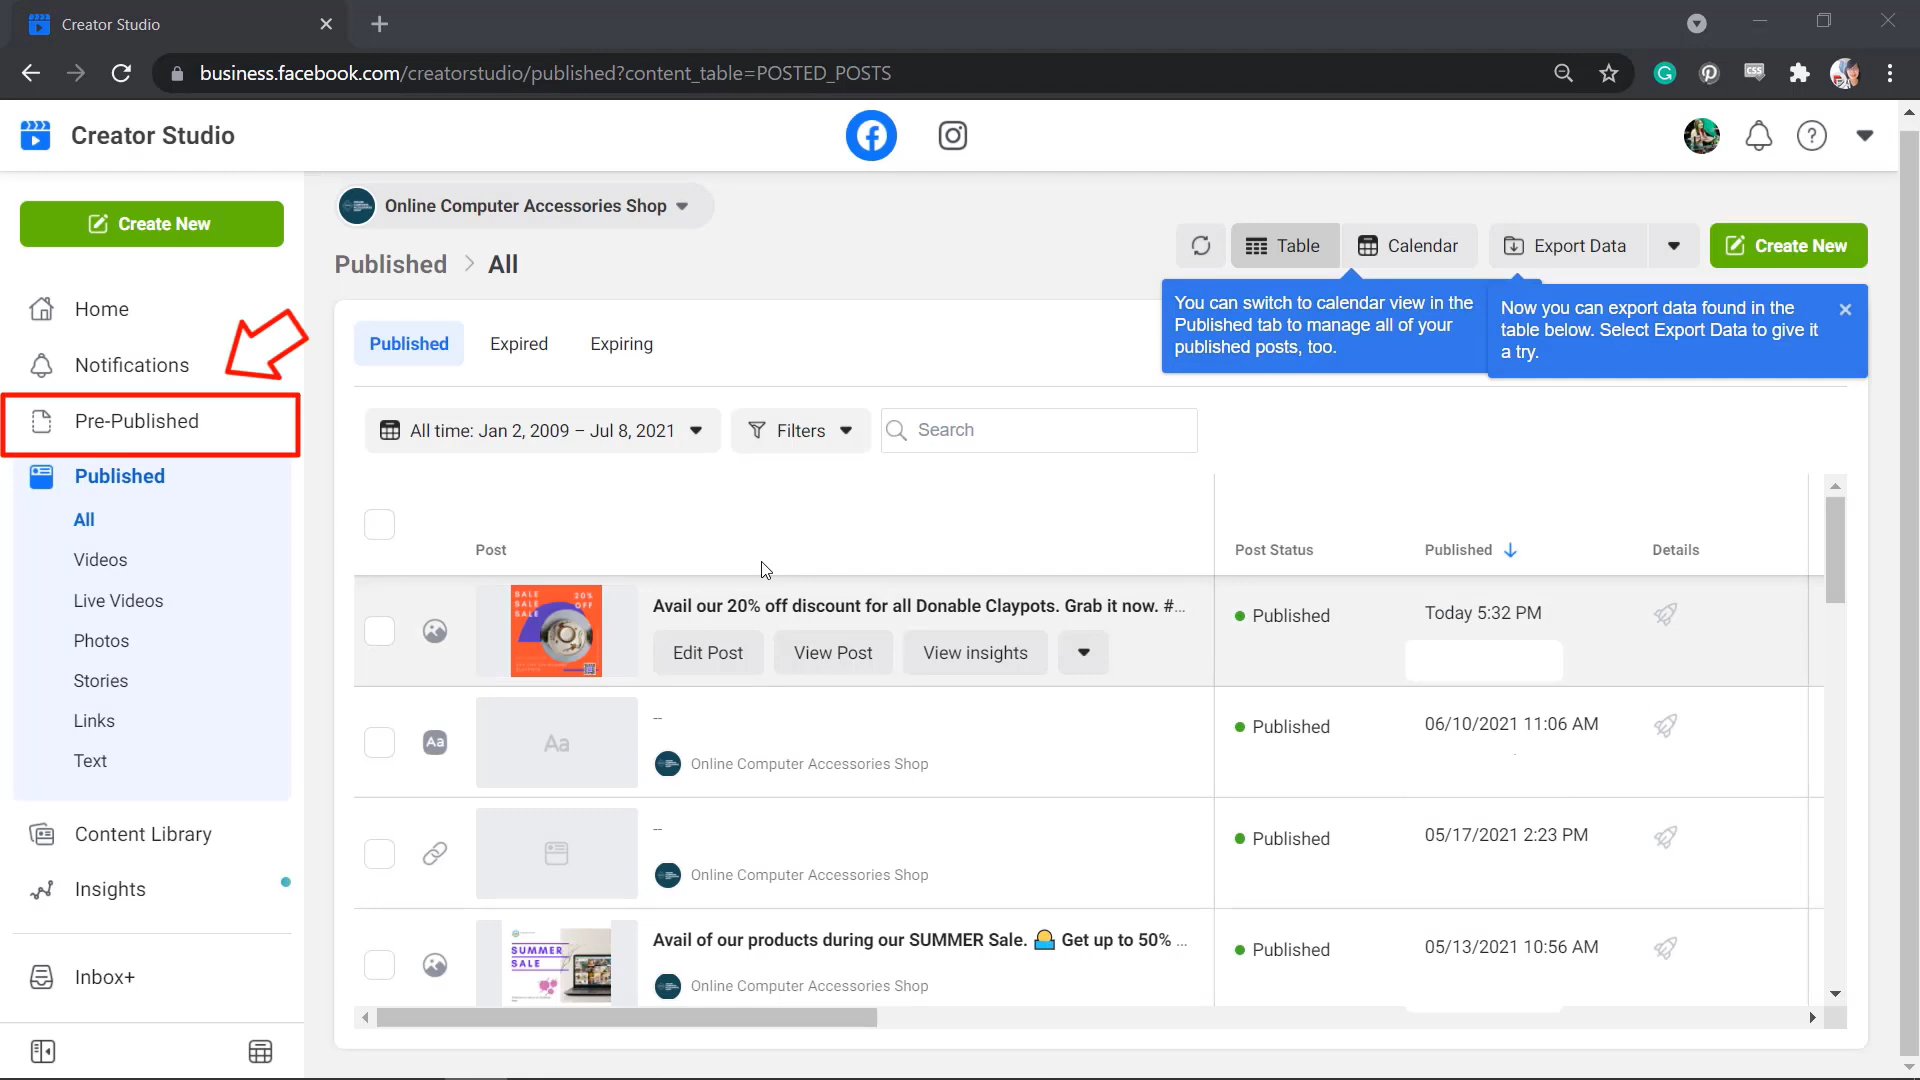 Creator Studio
business.facebook.com/creatorstudio/published?content_table=POSTED_POSTS
CSS
Creator Studio
Create New
Home
Notifications
Pre-Published
Published
All
Videos
Live Videos
Photos
Stories
Links
Text
Content Library
Insights
Inbox+
Online Computer Accessories Shop
Published > All
Table
Calendar
Export Data
Create New
You can switch to calendar view in the
Published tab to manage all of your
published posts, too.
Now you can export data found in the
table below. Select Export Data to give it
a try.
Published
Expired
Expiring
All time: Jan 2, 2009 – Jul 8, 2021
Filters
Search
Post
Post Status
Published
Details
SALE
SALE
SALE
20%
OFF
Avail our 20% off discount for all Donable Claypots. Grab it now. #...
Edit Post
View Post
View insights
Published
Today 5:32 PM
Aa
Aa
--
Online Computer Accessories Shop
Published
06/10/2021 11:06 AM
--
Online Computer Accessories Shop
Published
05/17/2021 2:23 PM
SUMMER
SALE
Avail of our products during our SUMMER Sale. Get up to 50% ...
Online Computer Accessories Shop
Published
05/13/2021 10:56 AM